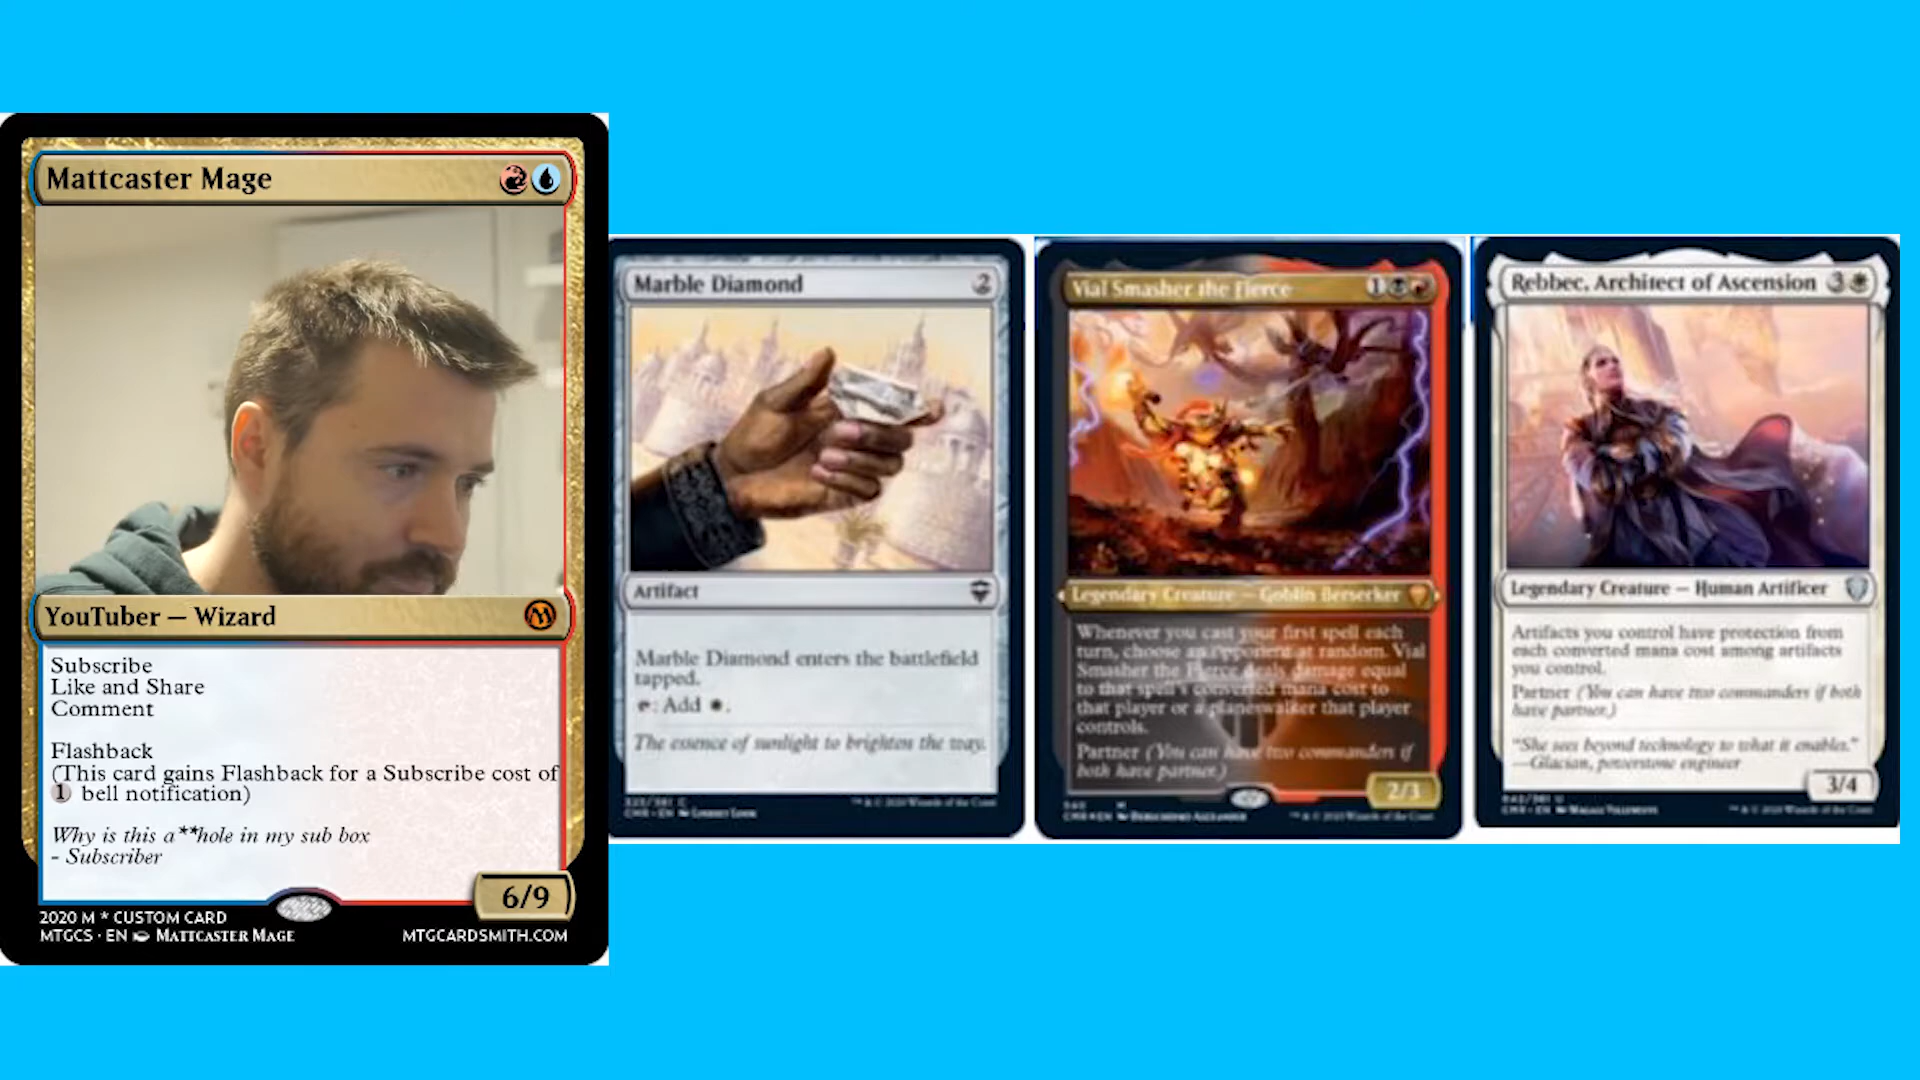 Mattcaster Mage
YouTuber — Wizard
Subscribe
Like and Share
Comment
Flashback
(This card gains Flashback for a Subscribe cost of
1 bell notification)
Why is this a**hole in my sub box
- Subscriber
6/9
2020 M * CUSTOM CARD
MTGCS · EN MATTCASTER MAGE
MTGCARDSMITH.COM
Marble Diamond 2
Artifact
Marble Diamond enters the battlefield
tapped.
: Add .
The essence of sunlight to brighten the way.
CMR · EN
Vial Smasher the Fierce 1
Legendary Creature — Goblin Berserker
Whenever you cast your first spell each
turn, choose an opponent at random. Vial
Smasher the Fierce deals damage equal
to that spell's converted mana cost to
that player or a planeswalker that player
controls.
Partner (You can have two commanders if
both have partner.)
2/3
CMR EN
Rebbec, Architect of Ascension 3
Legendary Creature — Human Artificer
Artifacts you control have protection from
each converted mana cost among artifacts
you control.
Partner (You can have two commanders if both
have partner.)
"She sees beyond technology to what it enables."
—Glacian, powerstone engineer
3/4
CMR · EN